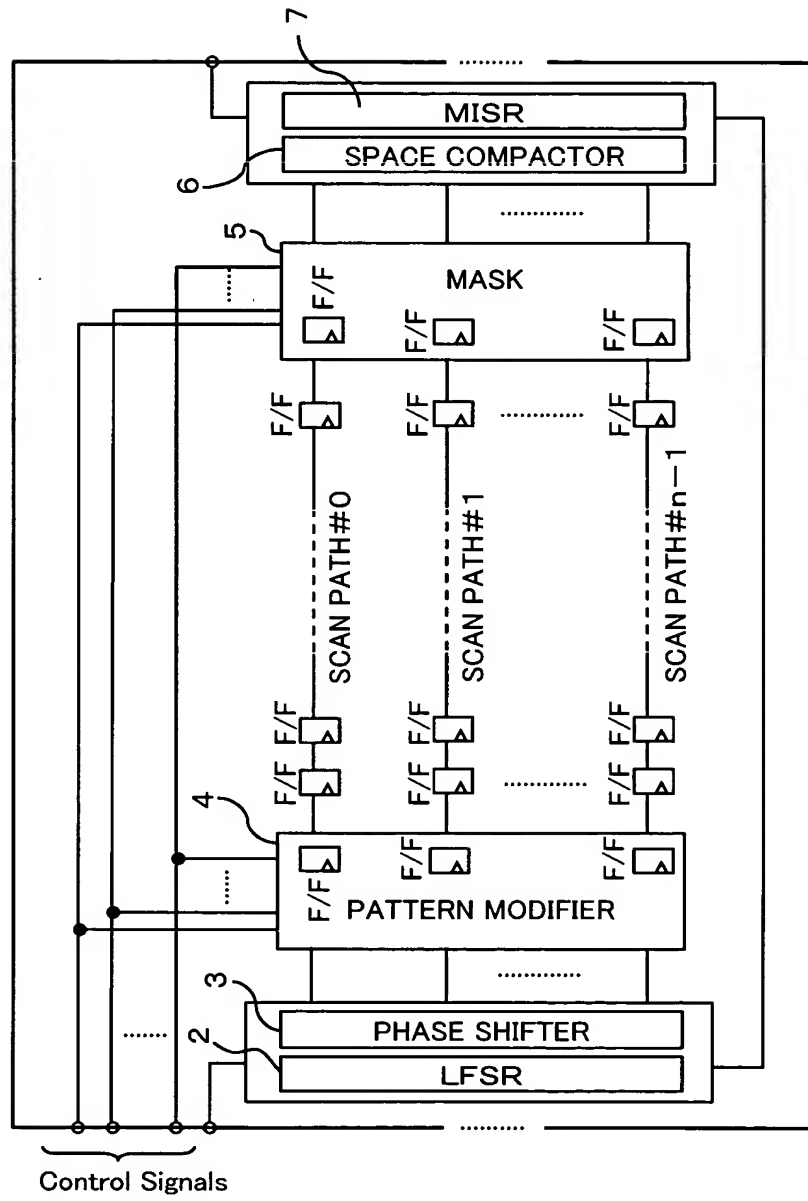 Control Signals
2
LFSR
3
PHASE SHIFTER
4
PATTERN MODIFIER
F/F
F/F
F/F
F/F
F/F
SCAN PATH#0
F/F
F/F
F/F
F/F
SCAN PATH#1
F/F
F/F
F/F
F/F
SCAN PATH#n-1
F/F
F/F
F/F
5
MASK
6
SPACE COMPACTOR
7
MISR